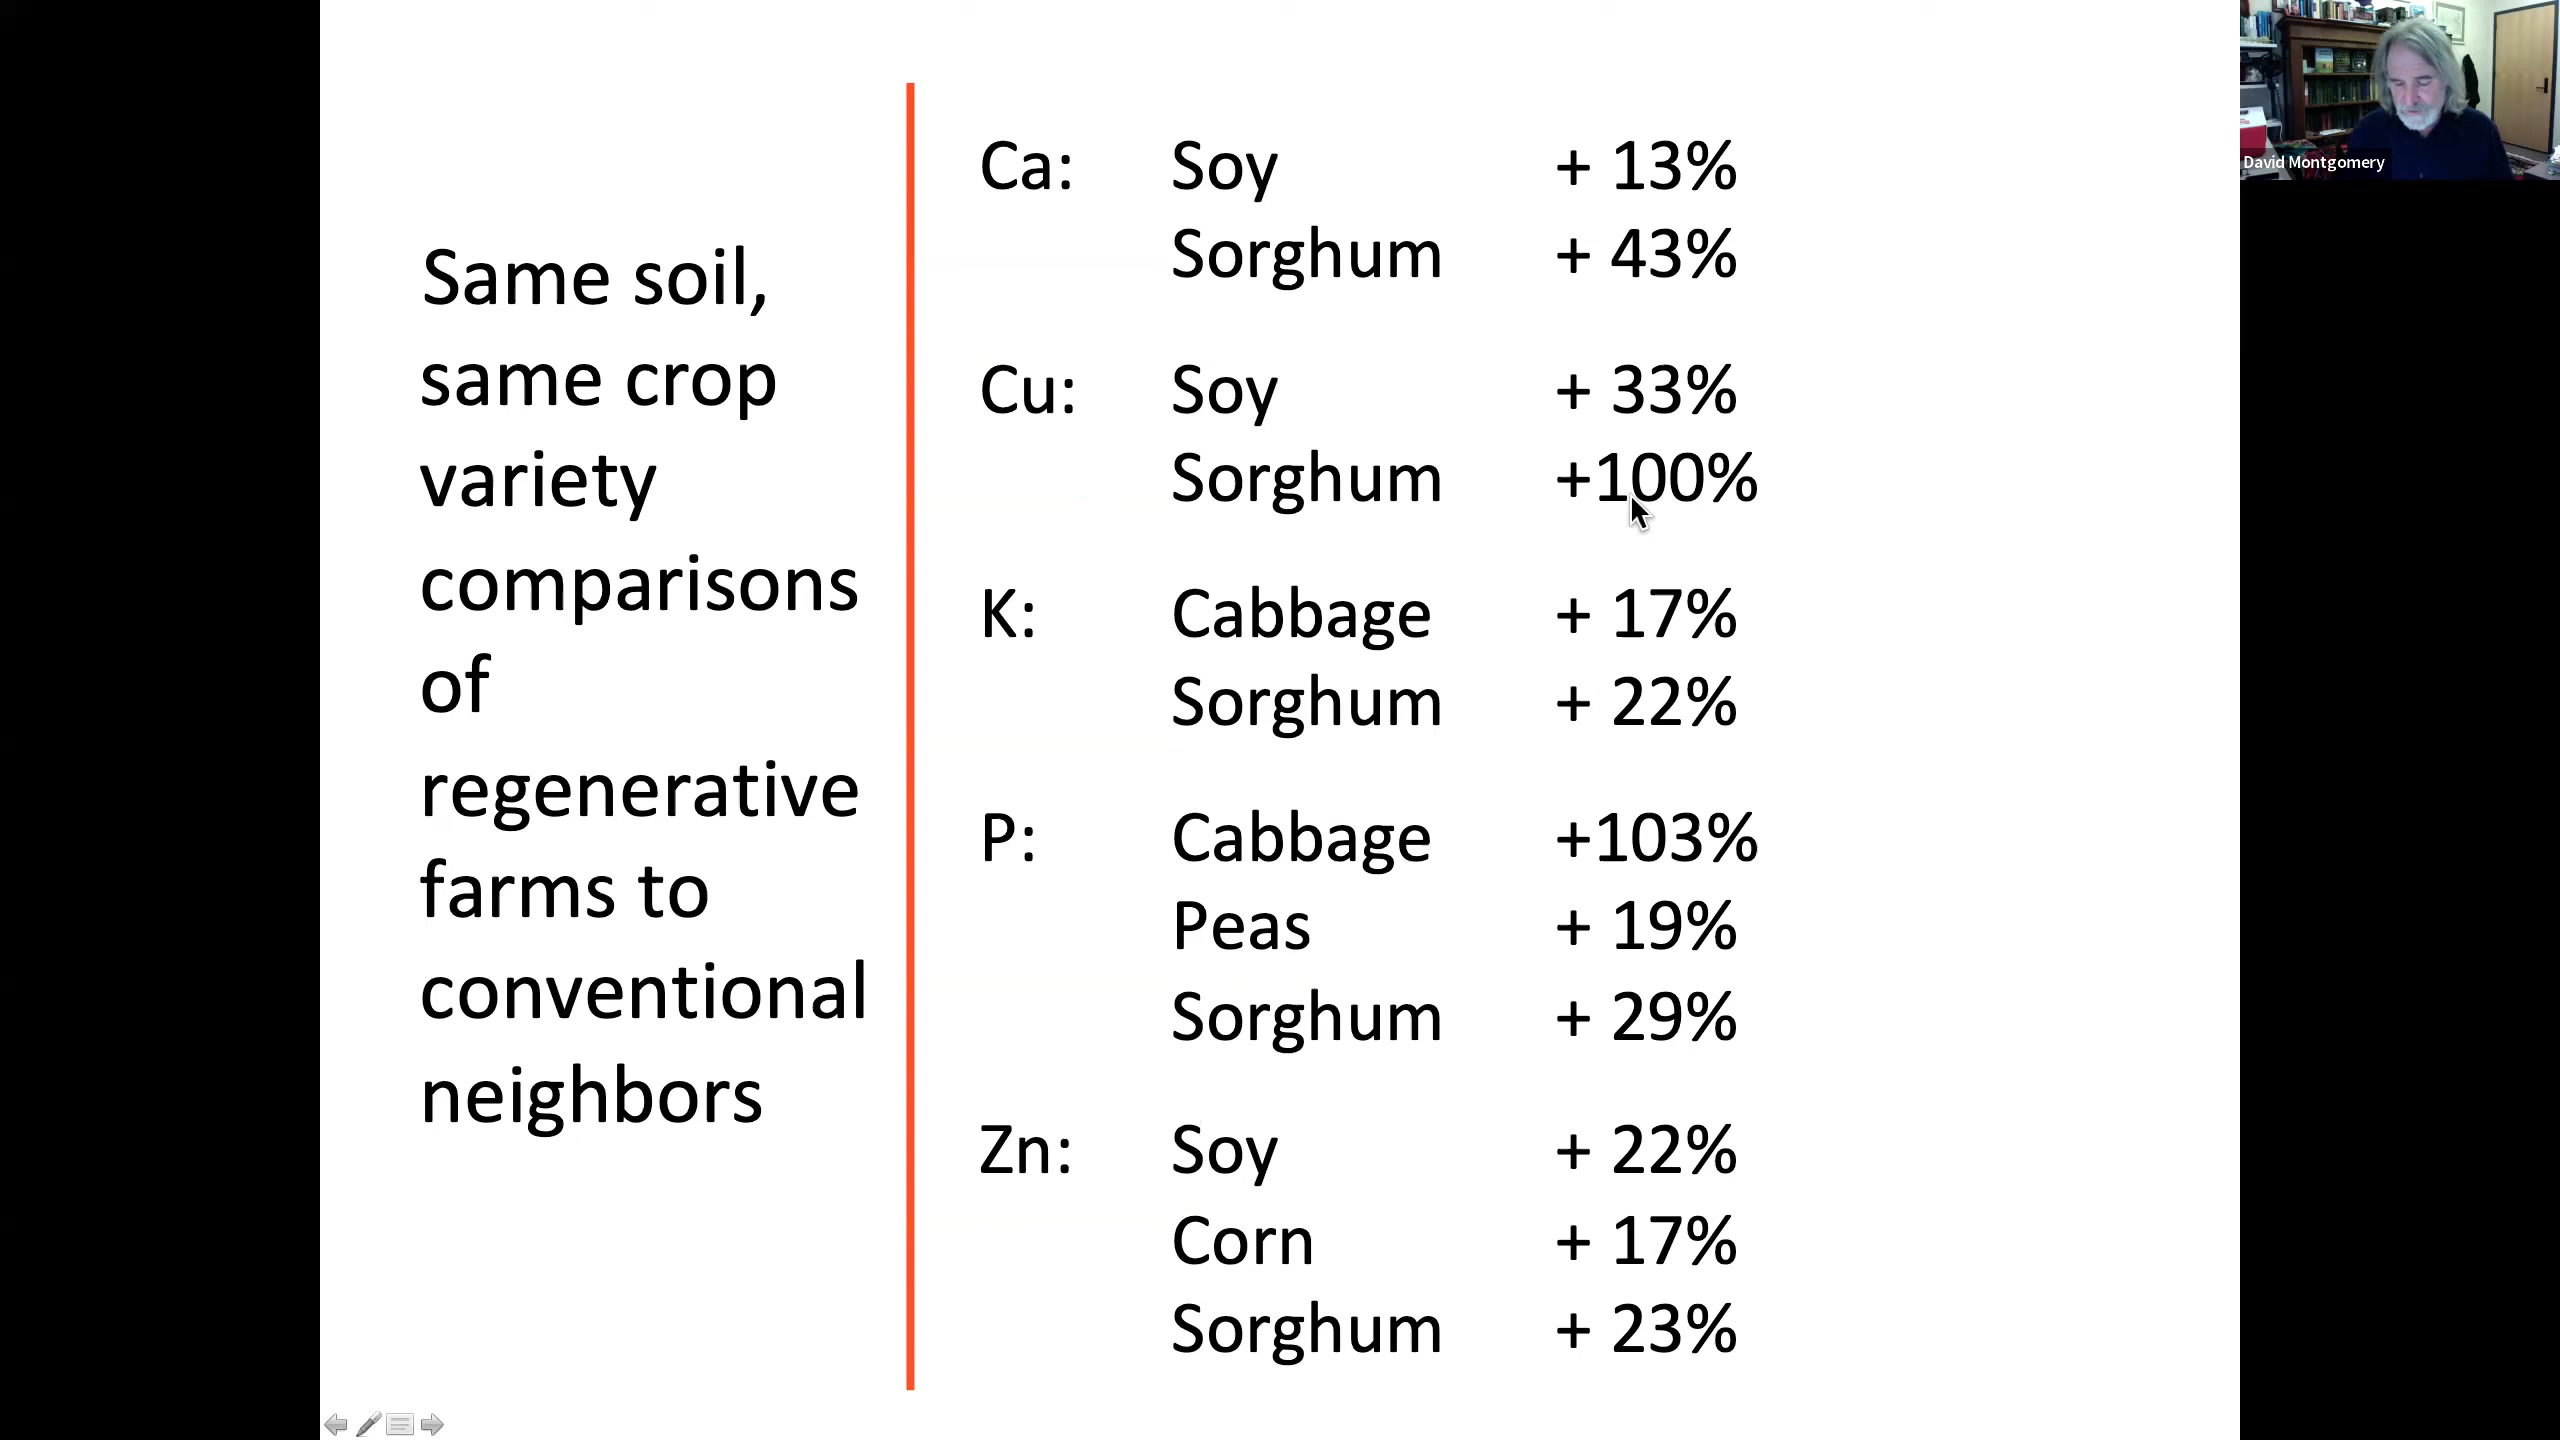 Same soil,
same crop
variety
comparisons
of
regenerative
farms to
conventional
neighbors
Ca: Soy + 13%
Sorghum + 43%
Cu: Soy + 33%
Sorghum +100%
K: Cabbage + 17%
Sorghum + 22%
P: Cabbage +103%
Peas + 19%
Sorghum + 29%
Zn: Soy + 22%
Corn + 17%
Sorghum + 23%
David Montgomery